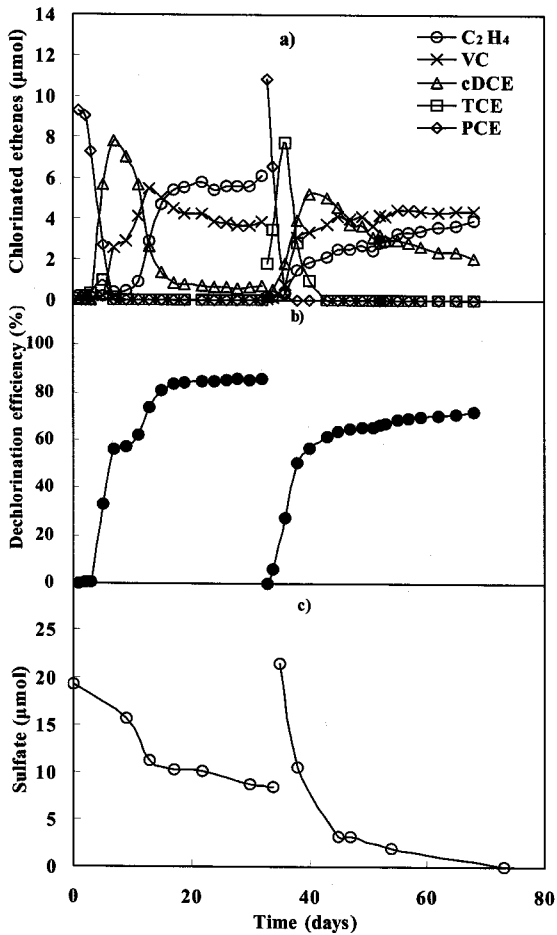 a)
C₂H₄
VC
cDCE
TCE
PCE
Chlorinated ethenes (μmol)
14
12
10
8
6
4
2
0
b)
Dechlorination efficiency (%)
100
80
60
40
20
0
c)
Sulfate (μmol)
25
20
15
10
5
0
0 20 40 60 80
Time (days)